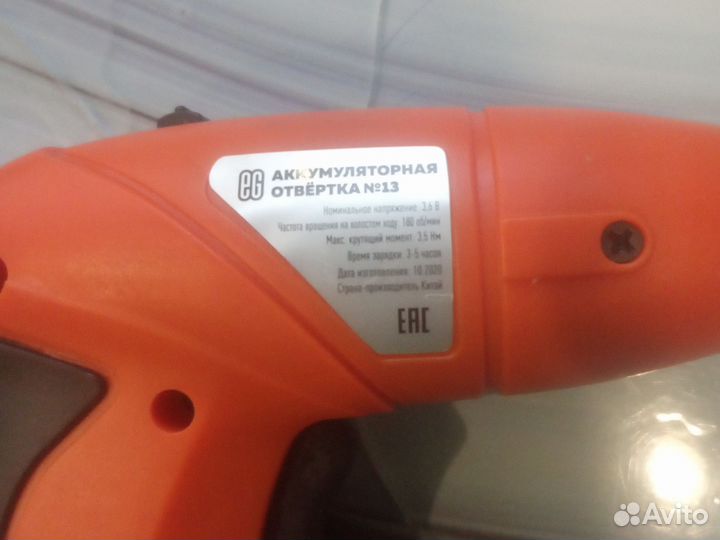 EG АККУМУЛЯТОРНАЯ
ОТВЁРТКА №13
Номинальное напряжение: 3,6 В
Частота вращения на холостом ходу: 180 об/мин
Макс. крутящий момент: 3.5 Нм
Время зарядки: 3-5 часов
Дата изготовления: 10.2020
Страна-производитель Китай
EAC
Avito